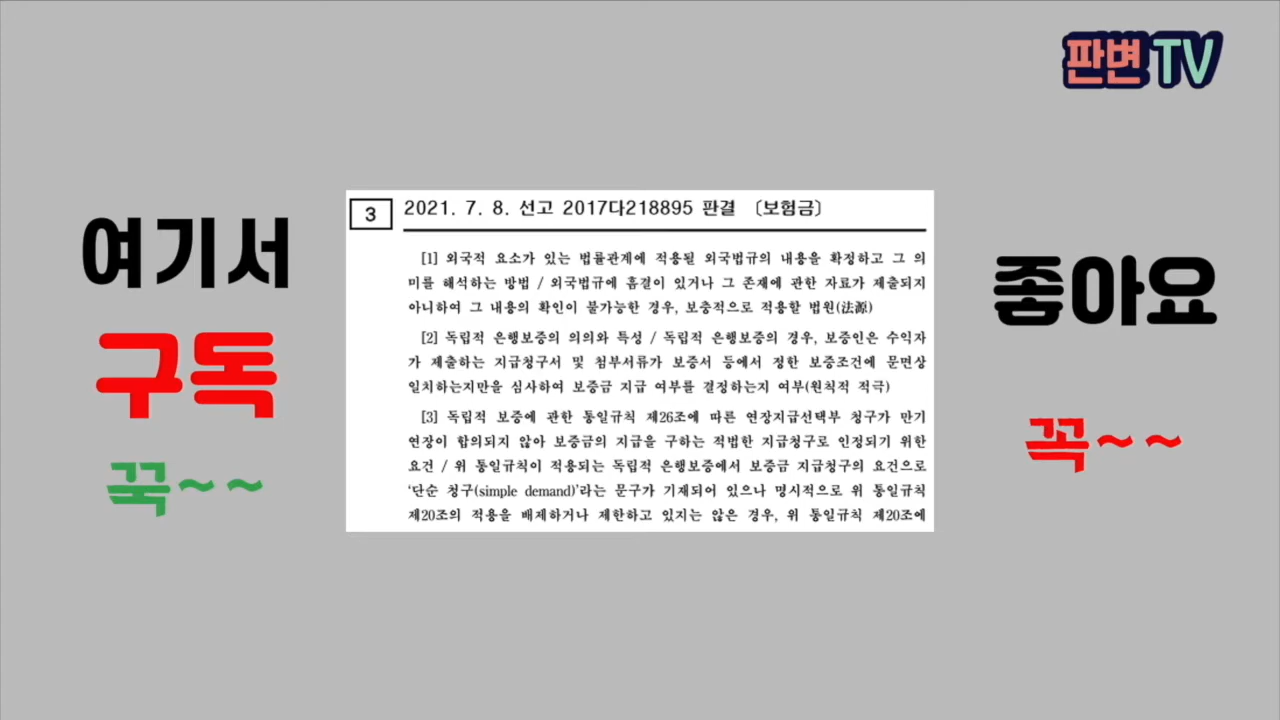 판변 TV
여기서
구독
꾹~~
3
2021. 7. 8. 선고 2017다218895 판결 〔보험금〕
[1] 외국적 요소가 있는 법률관계에 적용될 외국법규의 내용을 확정하고 그 의
미를 해석하는 방법 / 외국법규에 흠결이 있거나 그 존재에 관한 자료가 제출되지
아니하여 그 내용의 확인이 불가능한 경우, 보충적으로 적용할 법원(法源)
[2] 독립적 은행보증의 의의와 특성 / 독립적 은행보증의 경우, 보증인은 수익자
가 제출하는 지급청구서 및 첨부서류가 보증서 등에서 정한 보증조건에 문면상
일치하는지만을 심사하여 보증금 지급 여부를 결정하는지 여부(원칙적 적극)
[3] 독립적 보증에 관한 통일규칙 제26조에 따른 연장지급선택부 청구가 만기
연장이 합의되지 않아 보증금의 지급을 구하는 적법한 지급청구로 인정되기 위한
요건 / 위 통일규칙이 적용되는 독립적 은행보증에서 보증금 지급청구의 요건으로
‘단순 청구(simple demand)’라는 문구가 기재되어 있으나 명시적으로 위 통일규칙
제20조의 적용을 배제하거나 제한하고 있지는 않은 경우, 위 통일규칙 제20조에
좋아요
꼭~~